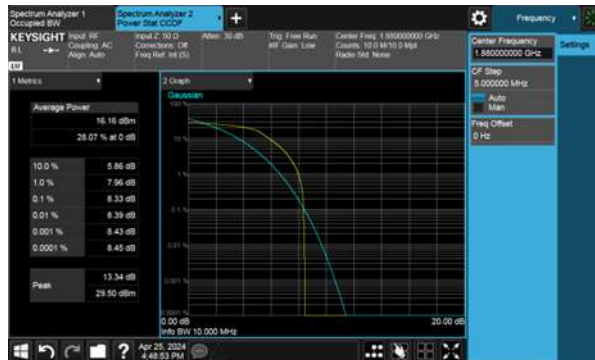 Spectrum Analyzer 1
Occupied BW
Spectrum Analyzer 2
Power Stat CCDF
+
Frequency
KEYSIGHT
Input: RF
Coupling: AC
Align: Auto
Input Z: 50 Ω
Corrections: Off
Freq Ref: Int (S)
Atten: 30 dB
Trig: Free Run
#IF Gain: Low
Center Freq: 1.880000000 GHz
Counts: 10.0 M/10.0 Mpt
Radio Std: None
Center Frequency
1.880000000 GHz
Settings
CF Step
5.000000 MHz
Auto
Man
Freq Offset
0 Hz
1 Metrics
Average Power
16.16 dBm
28.07 % at 0 dB
10.0 % 5.86 dB
1.0 % 7.96 dB
0.1 % 8.33 dB
0.01 % 8.39 dB
0.001 % 8.43 dB
0.0001 % 8.45 dB
Peak
13.34 dB
29.50 dBm
2 Graph
Gaussian
100 %
10 %
1 %
0.1 %
0.01 %
0.001 %
0.0001 %
0.00 dB
20.00 dB
Info BW 10.000 MHz
?
Apr 25, 2024
4:48:53 PM